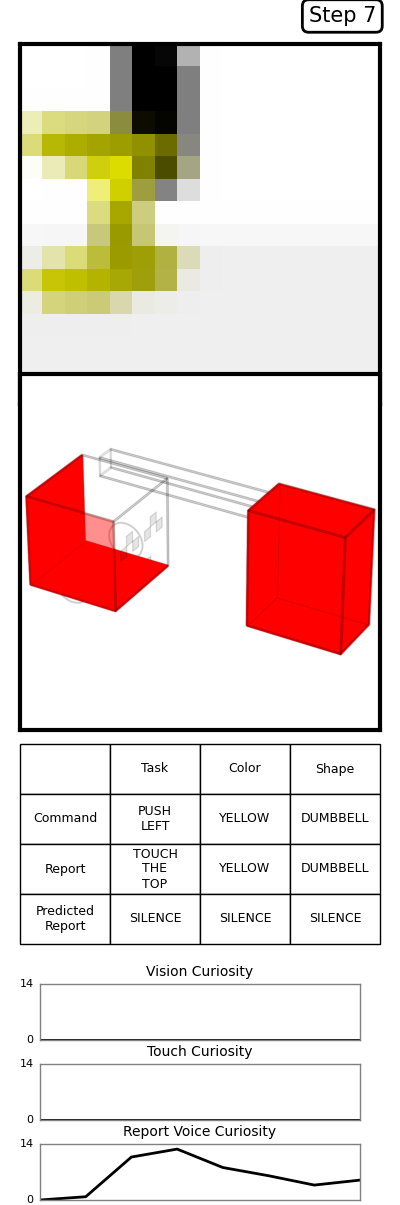 Step 7
Task Color Shape
Command PUSH LEFT YELLOW DUMBBELL
Report TOUCH THE TOP YELLOW DUMBBELL
Predicted Report SILENCE SILENCE SILENCE
Vision Curiosity
14
0
Touch Curiosity
14
0
Report Voice Curiosity
14
0